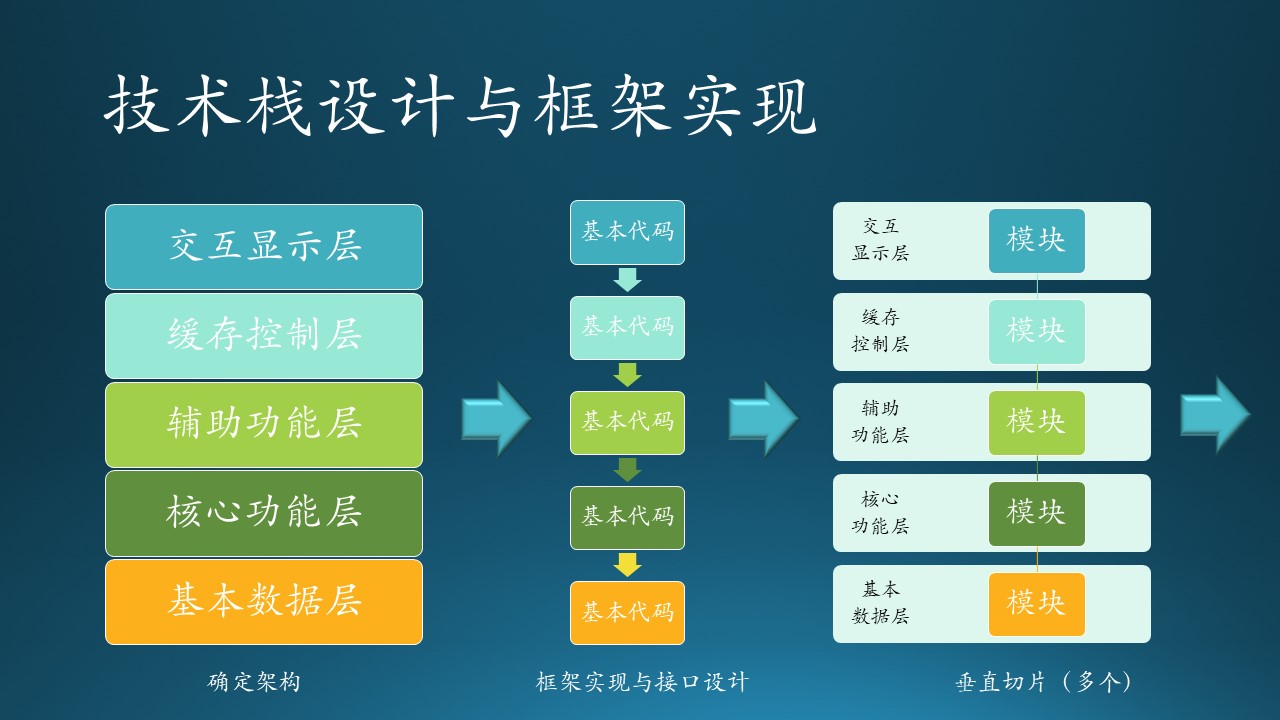 技术栈设计与框架实现
交互显示层
缓存控制层
辅助功能层
核心功能层
基本数据层
确定架构
基本代码
基本代码
基本代码
基本代码
基本代码
框架实现与接口设计
交互
显示层
模块
缓存
控制层
模块
辅助
功能层
模块
核心
功能层
模块
基本
数据层
模块
垂直切片（多个）